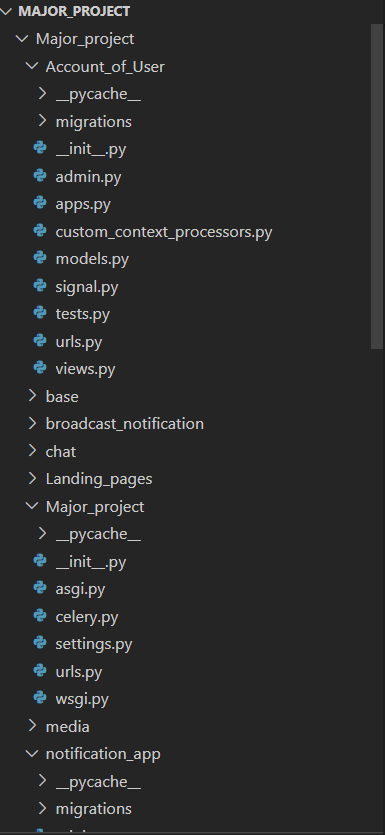 MAJOR_PROJECT
Major_project
Account_of_User
__pycache__
migrations
__init__.py
admin.py
apps.py
custom_context_processors.py
models.py
signal.py
tests.py
urls.py
views.py
base
broadcast_notification
chat
Landing_pages
Major_project
__pycache__
__init__.py
asgi.py
celery.py
settings.py
urls.py
wsgi.py
media
notification_app
__pycache__
migrations